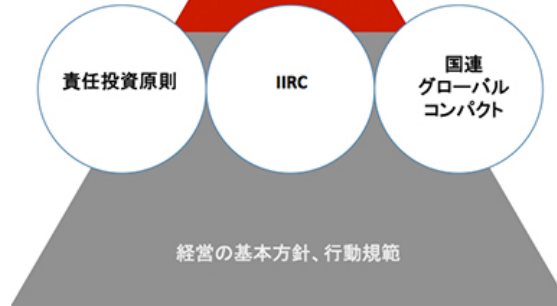 責任投資原則
IIRC
国連
グローバル
コンパクト
経営の基本方針、行動規範